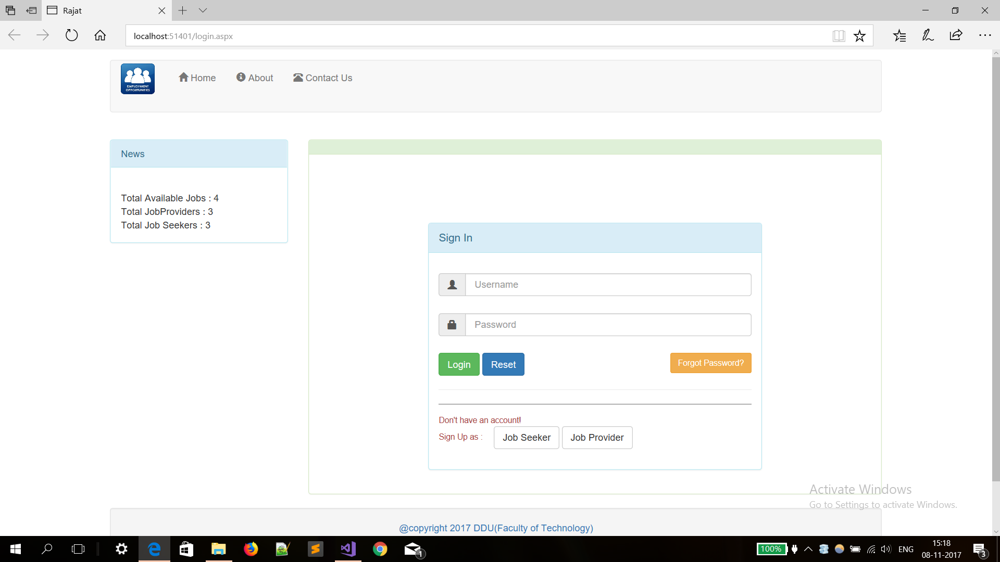 Rajat
localhost:51401/login.aspx
EMPLOYMENT
OPPORTUNITIES
Home
About
Contact Us
News
Total Available Jobs : 4
Total JobProviders : 3
Total Job Seekers : 3
Sign In
Username
Password
Login
Reset
Forgot Password?
Don't have an account!
Sign Up as :
Job Seeker
Job Provider
Activate Windows
Go to Settings to activate Windows.
@copyright 2017 DDU(Faculty of Technology)
1
100%
ENG
15:18
08-11-2017
3